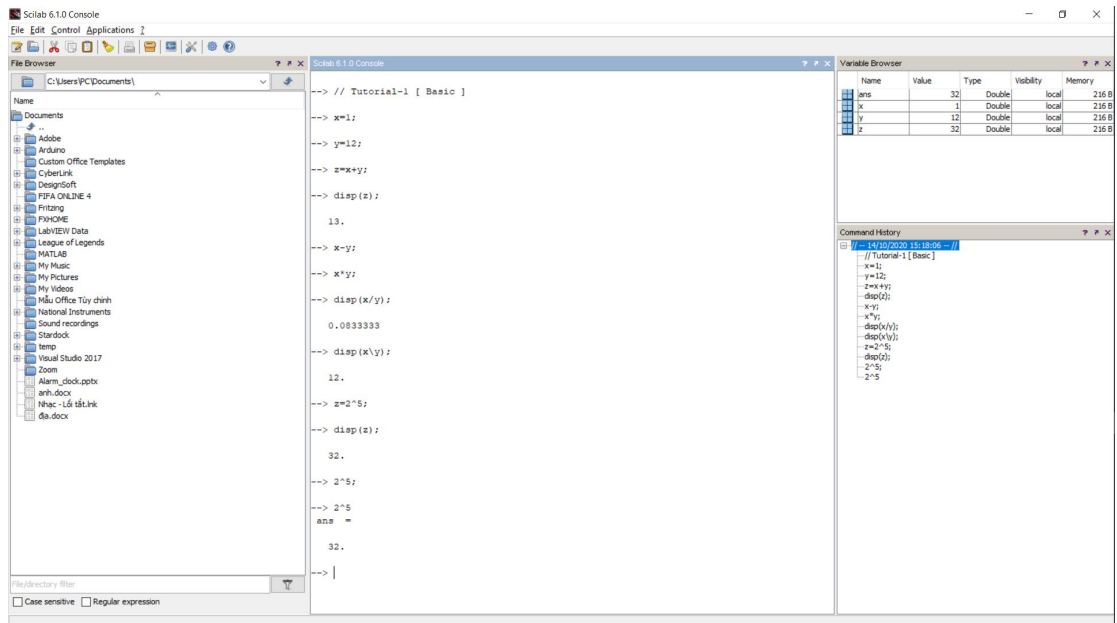 Scilab 6.1.0 Console
File Edit Control Applications ?
File Browser
C:\Users\PC\Documents\
Name
Documents
..
Adobe
Arduino
Custom Office Templates
CyberLink
DesignSoft
FIFA ONLINE 4
Fritzing
FXHOME
LabVIEW Data
League of Legends
MATLAB
My Music
My Pictures
My Videos
Mẫu Office Tùy chỉnh
National Instruments
Sound recordings
Stardock
temp
Visual Studio 2017
Zoom
Alarm_clock.pptx
anh.docx
Nhạc - Lối tắt.lnk
địa.docx
File/directory filter
Case sensitive Regular expression
Scilab 6.1.0 Console
--> // Tutorial-1 [ Basic ]
--> x=1;
--> y=12;
--> z=x+y;
--> disp(z);
13.
--> x-y;
--> x*y;
--> disp(x/y);
0.0833333
--> disp(x\y);
12.
--> z=2^5;
--> disp(z);
32.
--> 2^5;
--> 2^5
ans =
32.
-->
Variable Browser
Name Value Type Visibility Memory
ans 32 Double local 216 B
x 1 Double local 216 B
y 12 Double local 216 B
z 32 Double local 216 B
Command History
// -- 14/10/2020 15:18:06 -- //
// Tutorial-1 [ Basic ]
x=1;
y=12;
z=x+y;
disp(z);
x-y;
x*y;
disp(x/y);
disp(x\y);
z=2^5;
disp(z);
2^5;
2^5